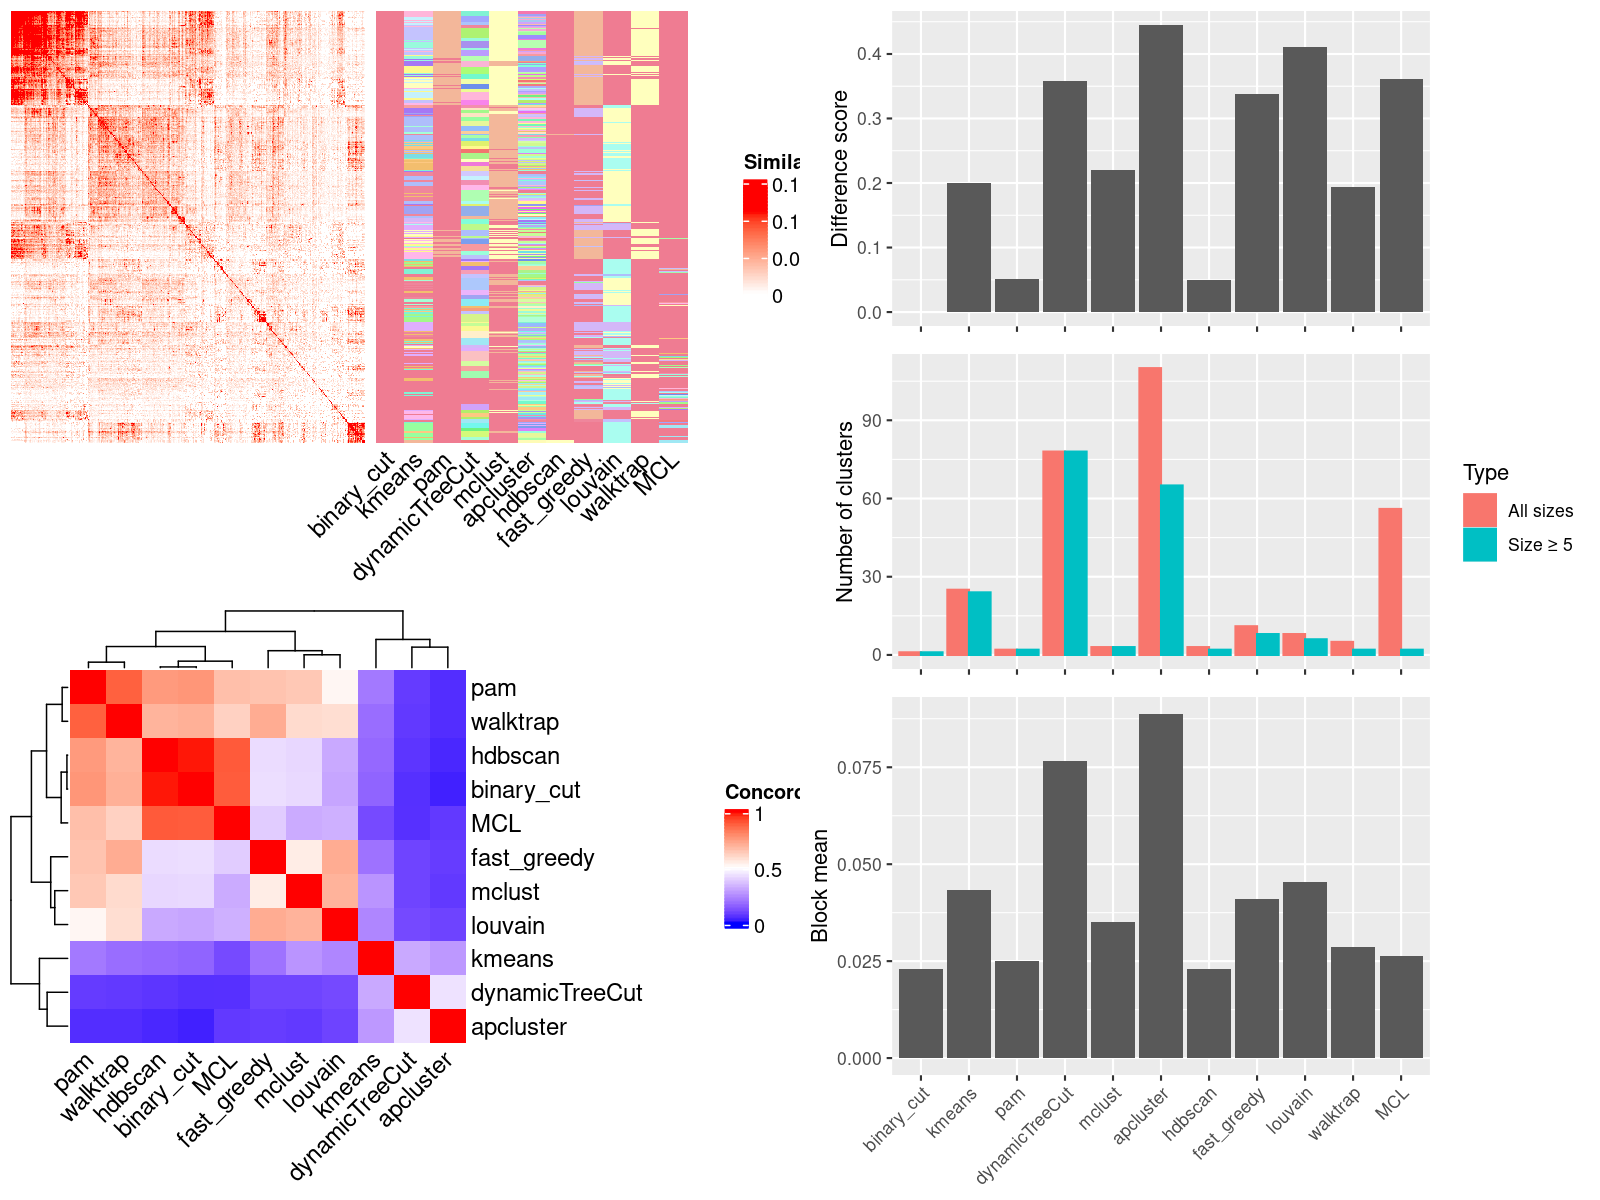 Simila
0.1
0.1
0.0
0
binary_cut
kmeans
pam
dynamicTreeCut
mclust
apcluster
hdbscan
fast_greedy
louvain
walktrap
MCL
pam
walktrap
hdbscan
binary_cut
MCL
fast_greedy
mclust
louvain
kmeans
dynamicTreeCut
apcluster
Concord
1
0.5
0
pam
walktrap
hdbscan
binary_cut
MCL
fast_greedy
mclust
louvain
kmeans
dynamicTreeCut
apcluster
Difference score
0.4
0.3
0.2
0.1
0.0
Number of clusters
90
60
30
0
Type
All sizes
Size ≥ 5
Block mean
0.075
0.050
0.025
0.000
binary_cut
kmeans
pam
dynamicTreeCut
mclust
apcluster
hdbscan
fast_greedy
louvain
walktrap
MCL